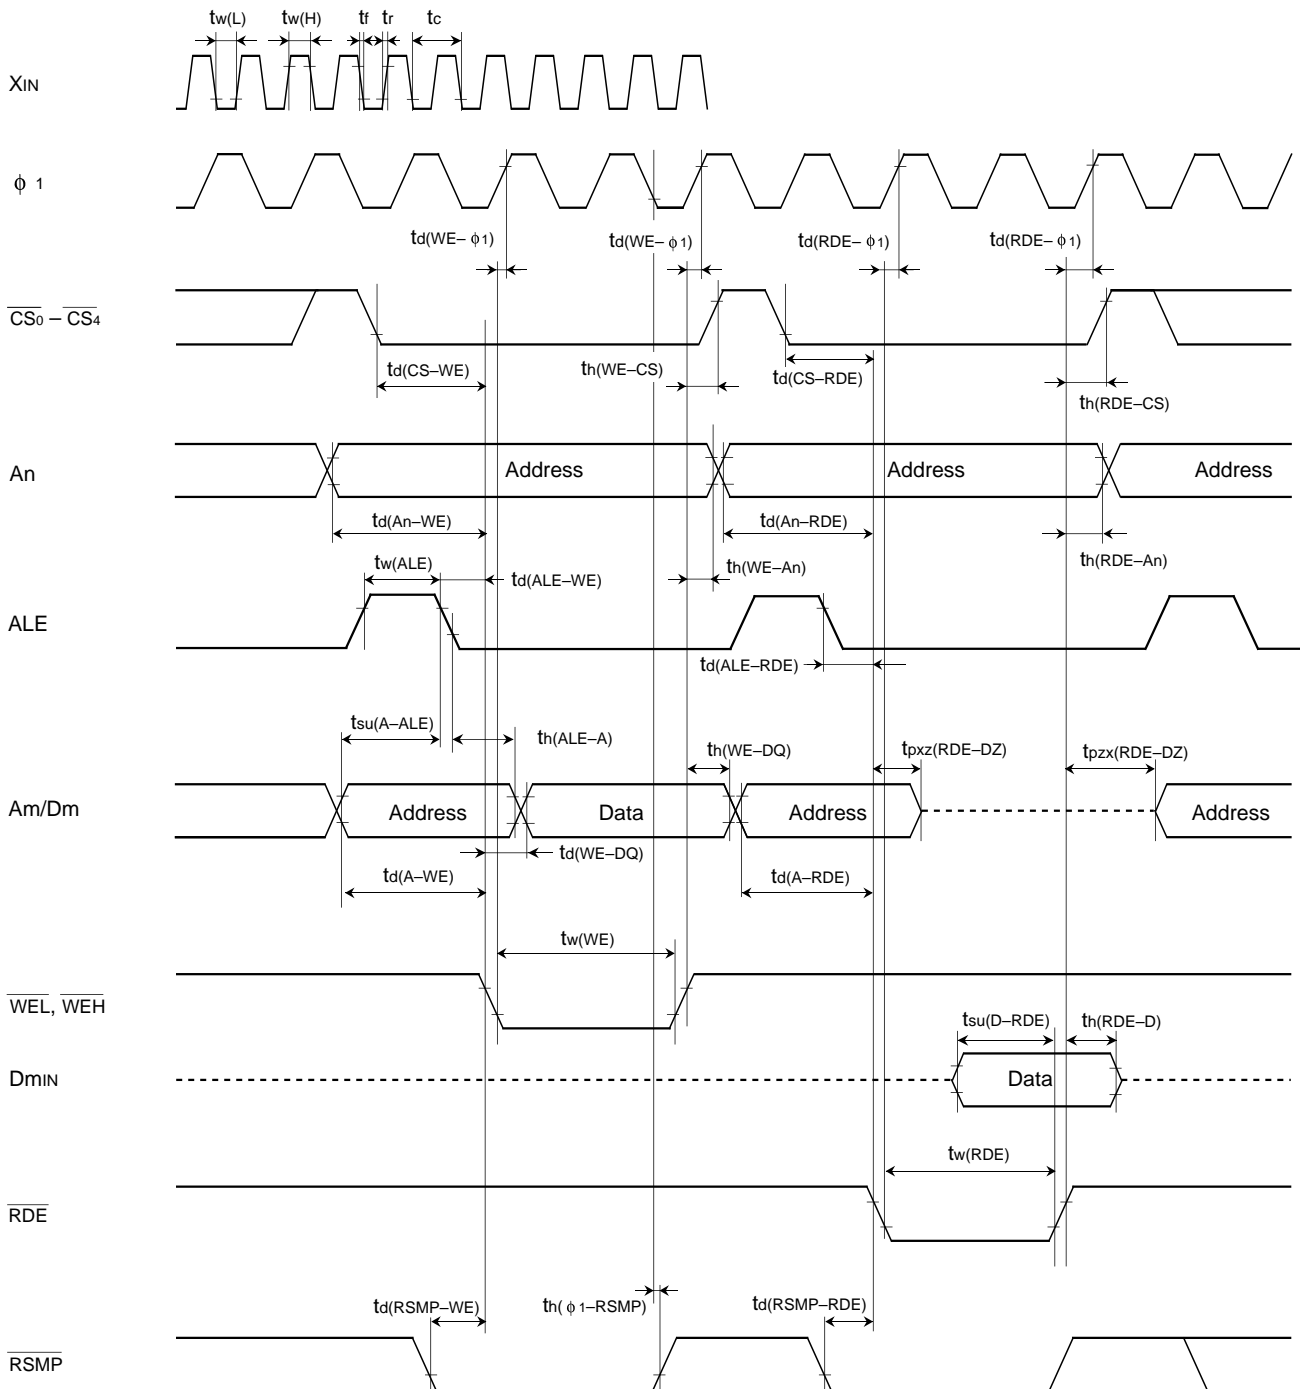 tw(L) tw(H) tf tr tc
XIN
ϕ 1
td(WE–ϕ1) td(WE–ϕ1) td(RDE–ϕ1) td(RDE–ϕ1)
CS0 – CS4
td(CS–WE) th(WE–CS) td(CS–RDE) th(RDE–CS)
An Address Address Address
td(An–WE) td(An–RDE)
tw(ALE) td(ALE–WE) th(WE–An) th(RDE–An)
ALE
td(ALE–RDE)
tsu(A–ALE) th(ALE–A) th(WE–DQ) tpxz(RDE–DZ) tpzx(RDE–DZ)
Am/Dm Address Data Address Address
td(WE–DQ)
td(A–WE) td(A–RDE)
tw(WE)
WEL, WEH
tsu(D–RDE) th(RDE–D)
DmIN Data
tw(RDE)
RDE
td(RSMP–WE) th(ϕ1–RSMP) td(RSMP–RDE)
RSMP